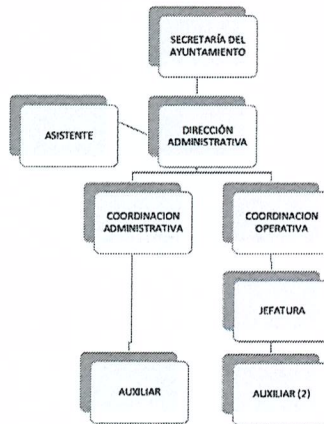 SECRETARÍA DEL
AYUNTAMIENTO
ASISTENTE
DIRECCIÓN
ADMINISTRATIVA
COORDINACION
ADMINISTRATIVA
COORDINACION
OPERATIVA
JEFATURA
AUXILIAR
AUXILIAR (2)